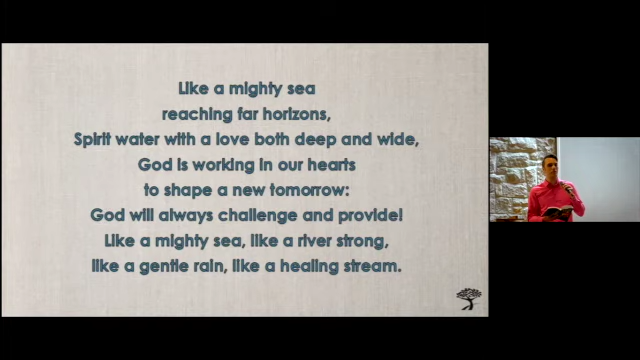 Like a mighty sea
reaching far horizons,
Spirit water with a love both deep and wide,
God is working in our hearts
to shape a new tomorrow:
God will always challenge and provide!
Like a mighty sea, like a river strong,
like a gentle rain, like a healing stream.